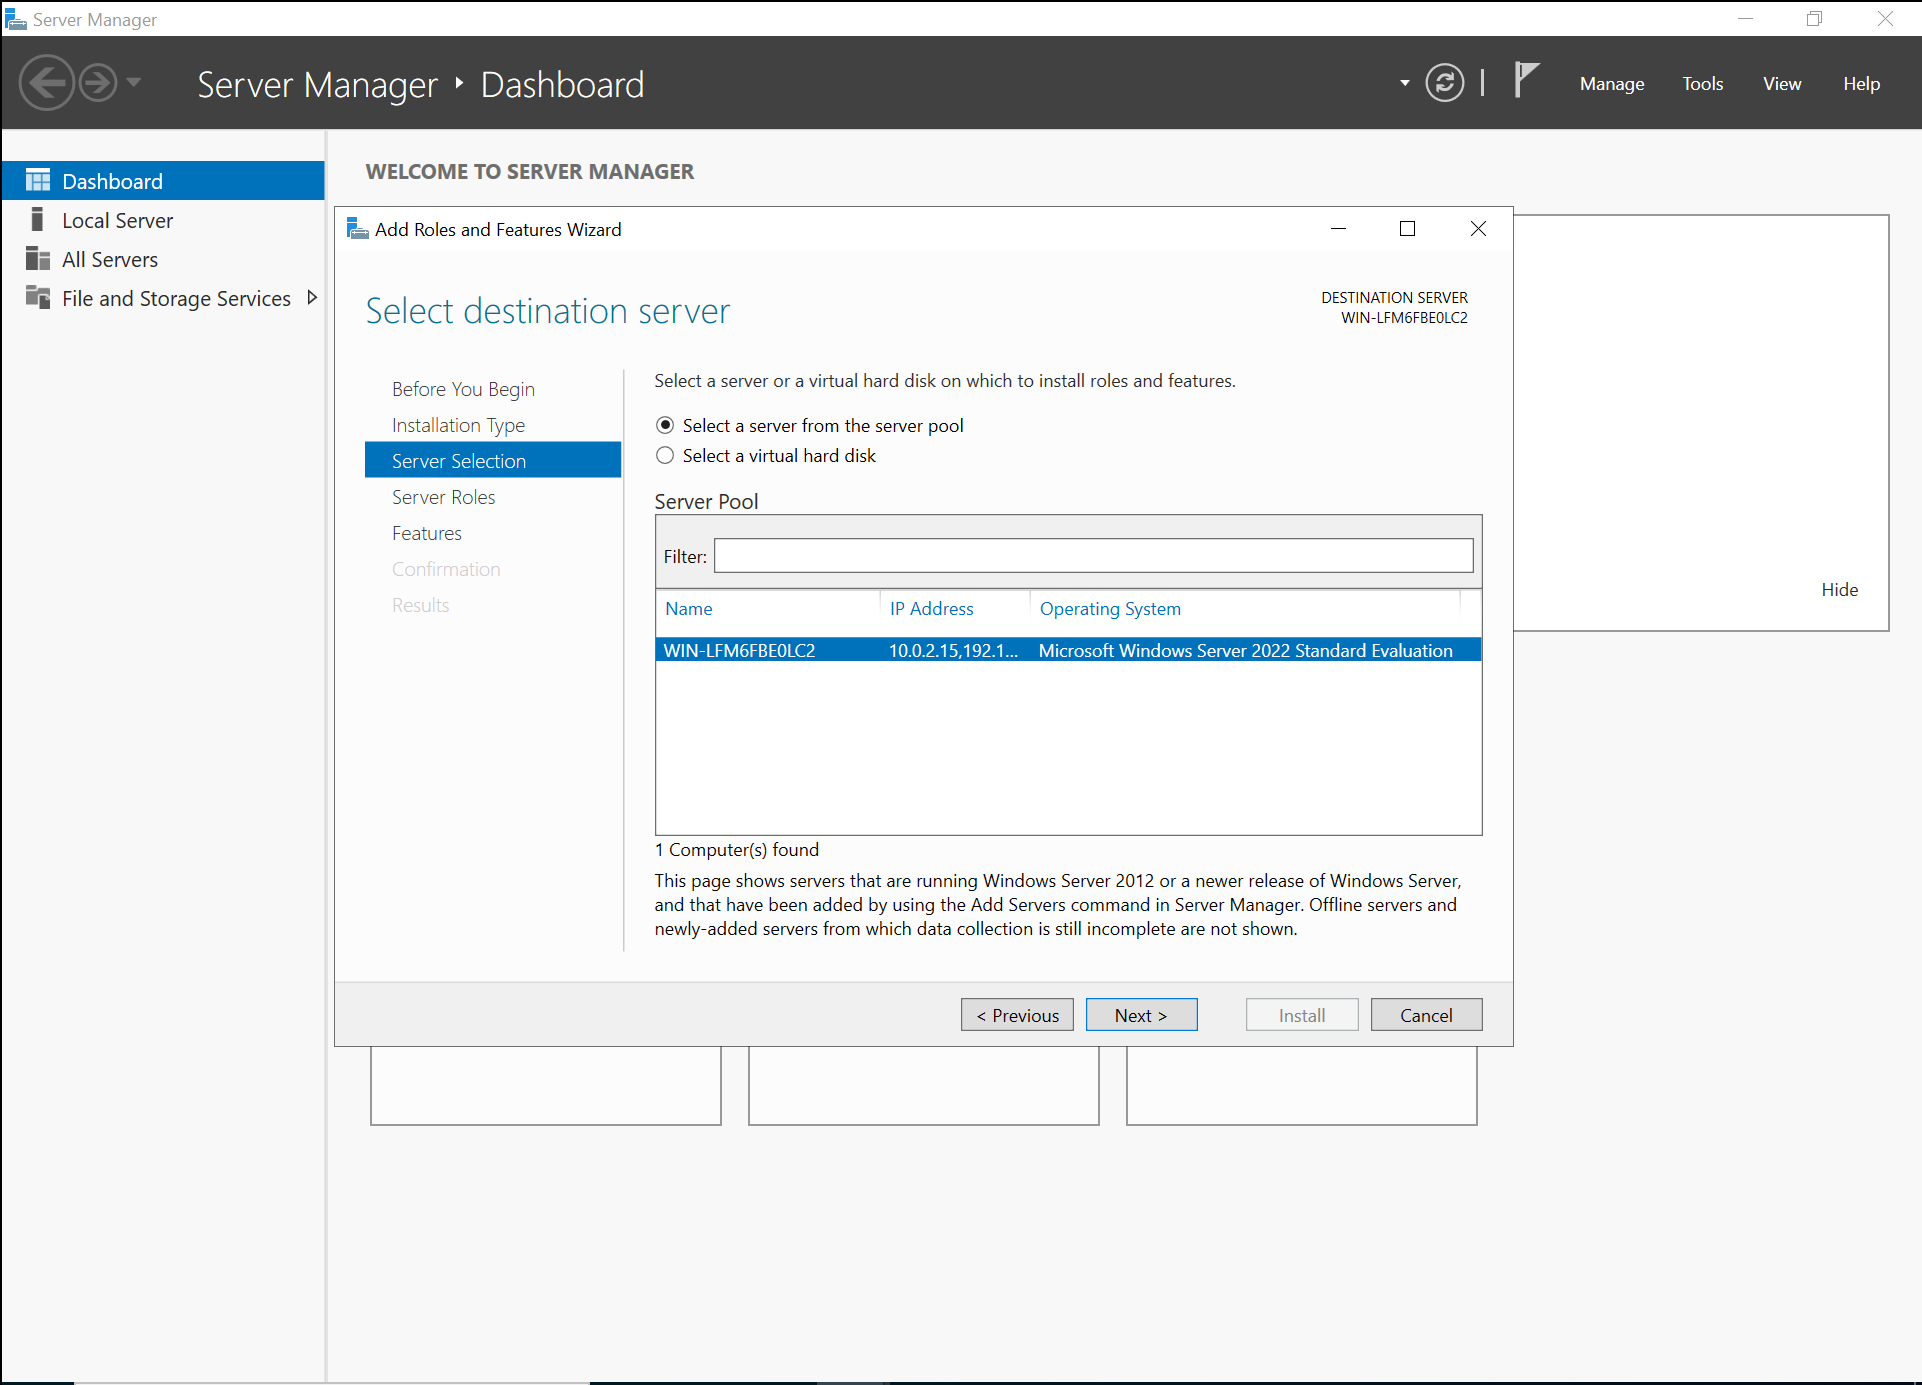 Server Manager
Server Manager ‣ Dashboard
Manage
Tools
View
Help
Dashboard
Local Server
All Servers
File and Storage Services
WELCOME TO SERVER MANAGER
Add Roles and Features Wizard
Select destination server
DESTINATION SERVER
WIN-LFM6FBE0LC2
Before You Begin
Installation Type
Server Selection
Server Roles
Features
Confirmation
Results
Select a server or a virtual hard disk on which to install roles and features.
Select a server from the server pool
Select a virtual hard disk
Server Pool
Filter:
Name IP Address Operating System
WIN-LFM6FBE0LC2 10.0.2.15,192.1... Microsoft Windows Server 2022 Standard Evaluation
1 Computer(s) found
This page shows servers that are running Windows Server 2012 or a newer release of Windows Server,
and that have been added by using the Add Servers command in Server Manager. Offline servers and
newly-added servers from which data collection is still incomplete are not shown.
< Previous
Next >
Install
Cancel
Hide